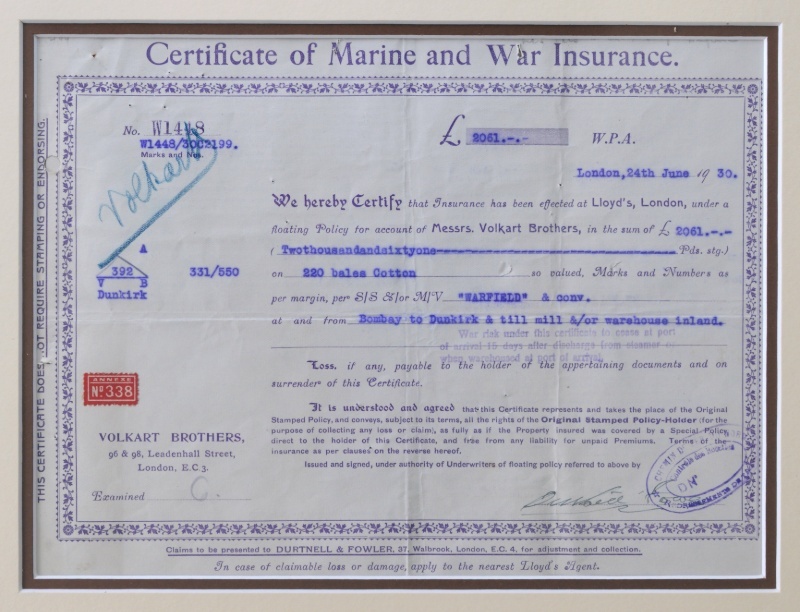 Certificate of Marine and War Insurance.
THIS CERTIFICATE DOES NOT REQUIRE STAMPING OR ENDORSING.
No. W1448
W1448/30C2199.
Marks and Nos.
£ 2061.-.- W.P.A.
Volkart
London, 24th June 19 30.
We hereby Certify that Insurance has been effected at Lloyd's, London, under a
floating Policy for account of Messrs. Volkart Brothers, in the sum of £ 2061.-.-
(Twothousandandsixtyone Pds. stg.)
on 220 bales Cotton so valued, Marks and Numbers as
per margin, per S/S &/or M/V "WARFIELD" & conv.
at and from Bombay to Dunkirk & till mill &/or warehouse inland.
A
392 331/550
V B
Dunkirk
War risk under this certificate to cease at port
of arrival 15 days after discharge from steamer or
when warehoused at port of arrival.
Loss, if any, payable to the holder of the appertaining documents and on
surrender of this Certificate.
It is understood and agreed that this Certificate represents and takes the place of the Original
Stamped Policy, and conveys, subject to its terms, all the rights of the Original Stamped Policy-Holder (for the
purpose of collecting any loss or claim), as fully as if the Property insured was covered by a Special Policy
direct to the holder of this Certificate, and free from any liability for unpaid Premiums. Terms of the
insurance as per clauses on the reverse hereof.
Issued and signed, under authority of Underwriters of floating policy referred to above by
ANNEXE
No 338
VOLKART BROTHERS,
96 & 98, Leadenhall Street,
London, E.C.3.
Examined C.
Claims to be presented to DURTNELL & FOWLER, 37, Walbrook, London, E.C. 4, for adjustment and collection.
In case of claimable loss or damage, apply to the nearest Lloyd's Agent.